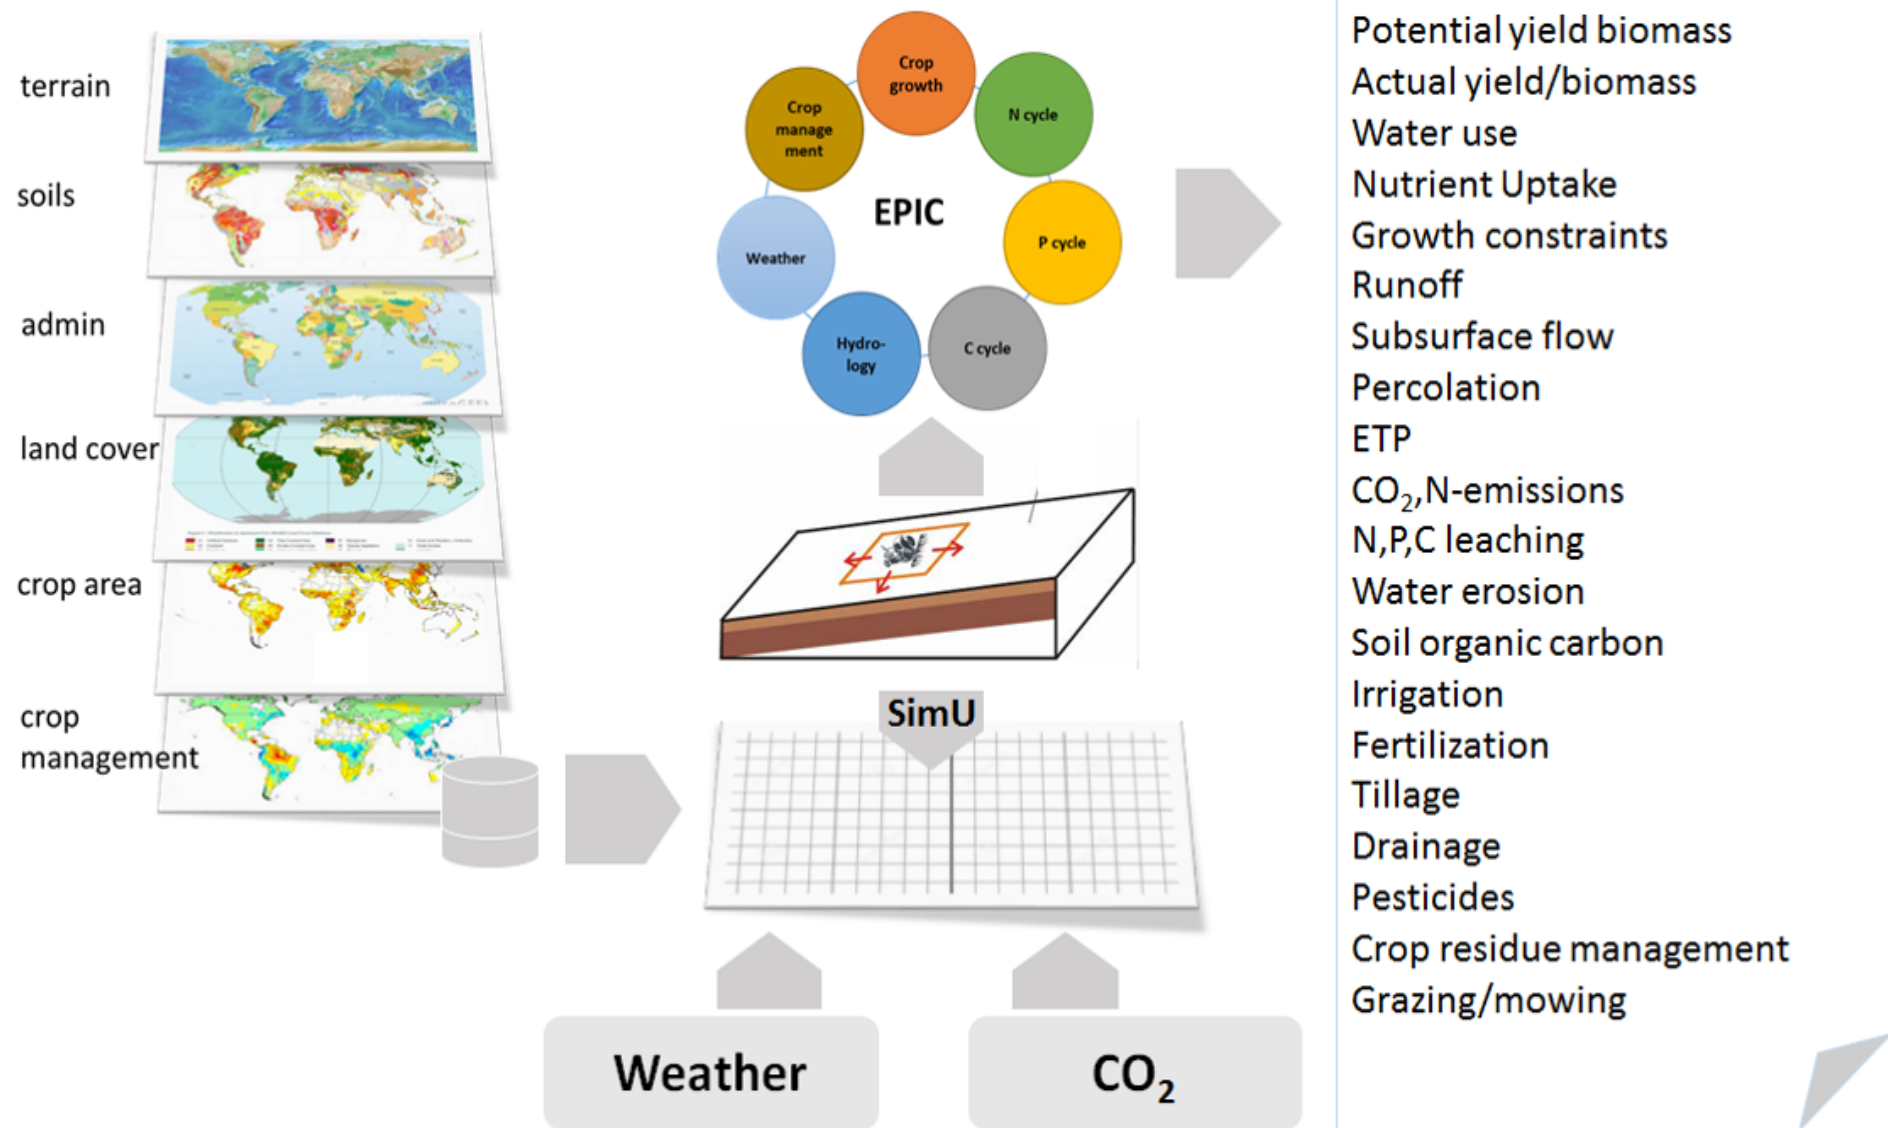 terrain
soils
admin
land cover
crop area
crop
management
Crop
growth
N cycle
P cycle
C cycle
Hydro-
logy
Weather
Crop
manage
ment
EPIC
SimU
Weather
CO₂
Potential yield biomass
Actual yield/biomass
Water use
Nutrient Uptake
Growth constraints
Runoff
Subsurface flow
Percolation
ETP
CO₂,N-emissions
N,P,C leaching
Water erosion
Soil organic carbon
Irrigation
Fertilization
Tillage
Drainage
Pesticides
Crop residue management
Grazing/mowing